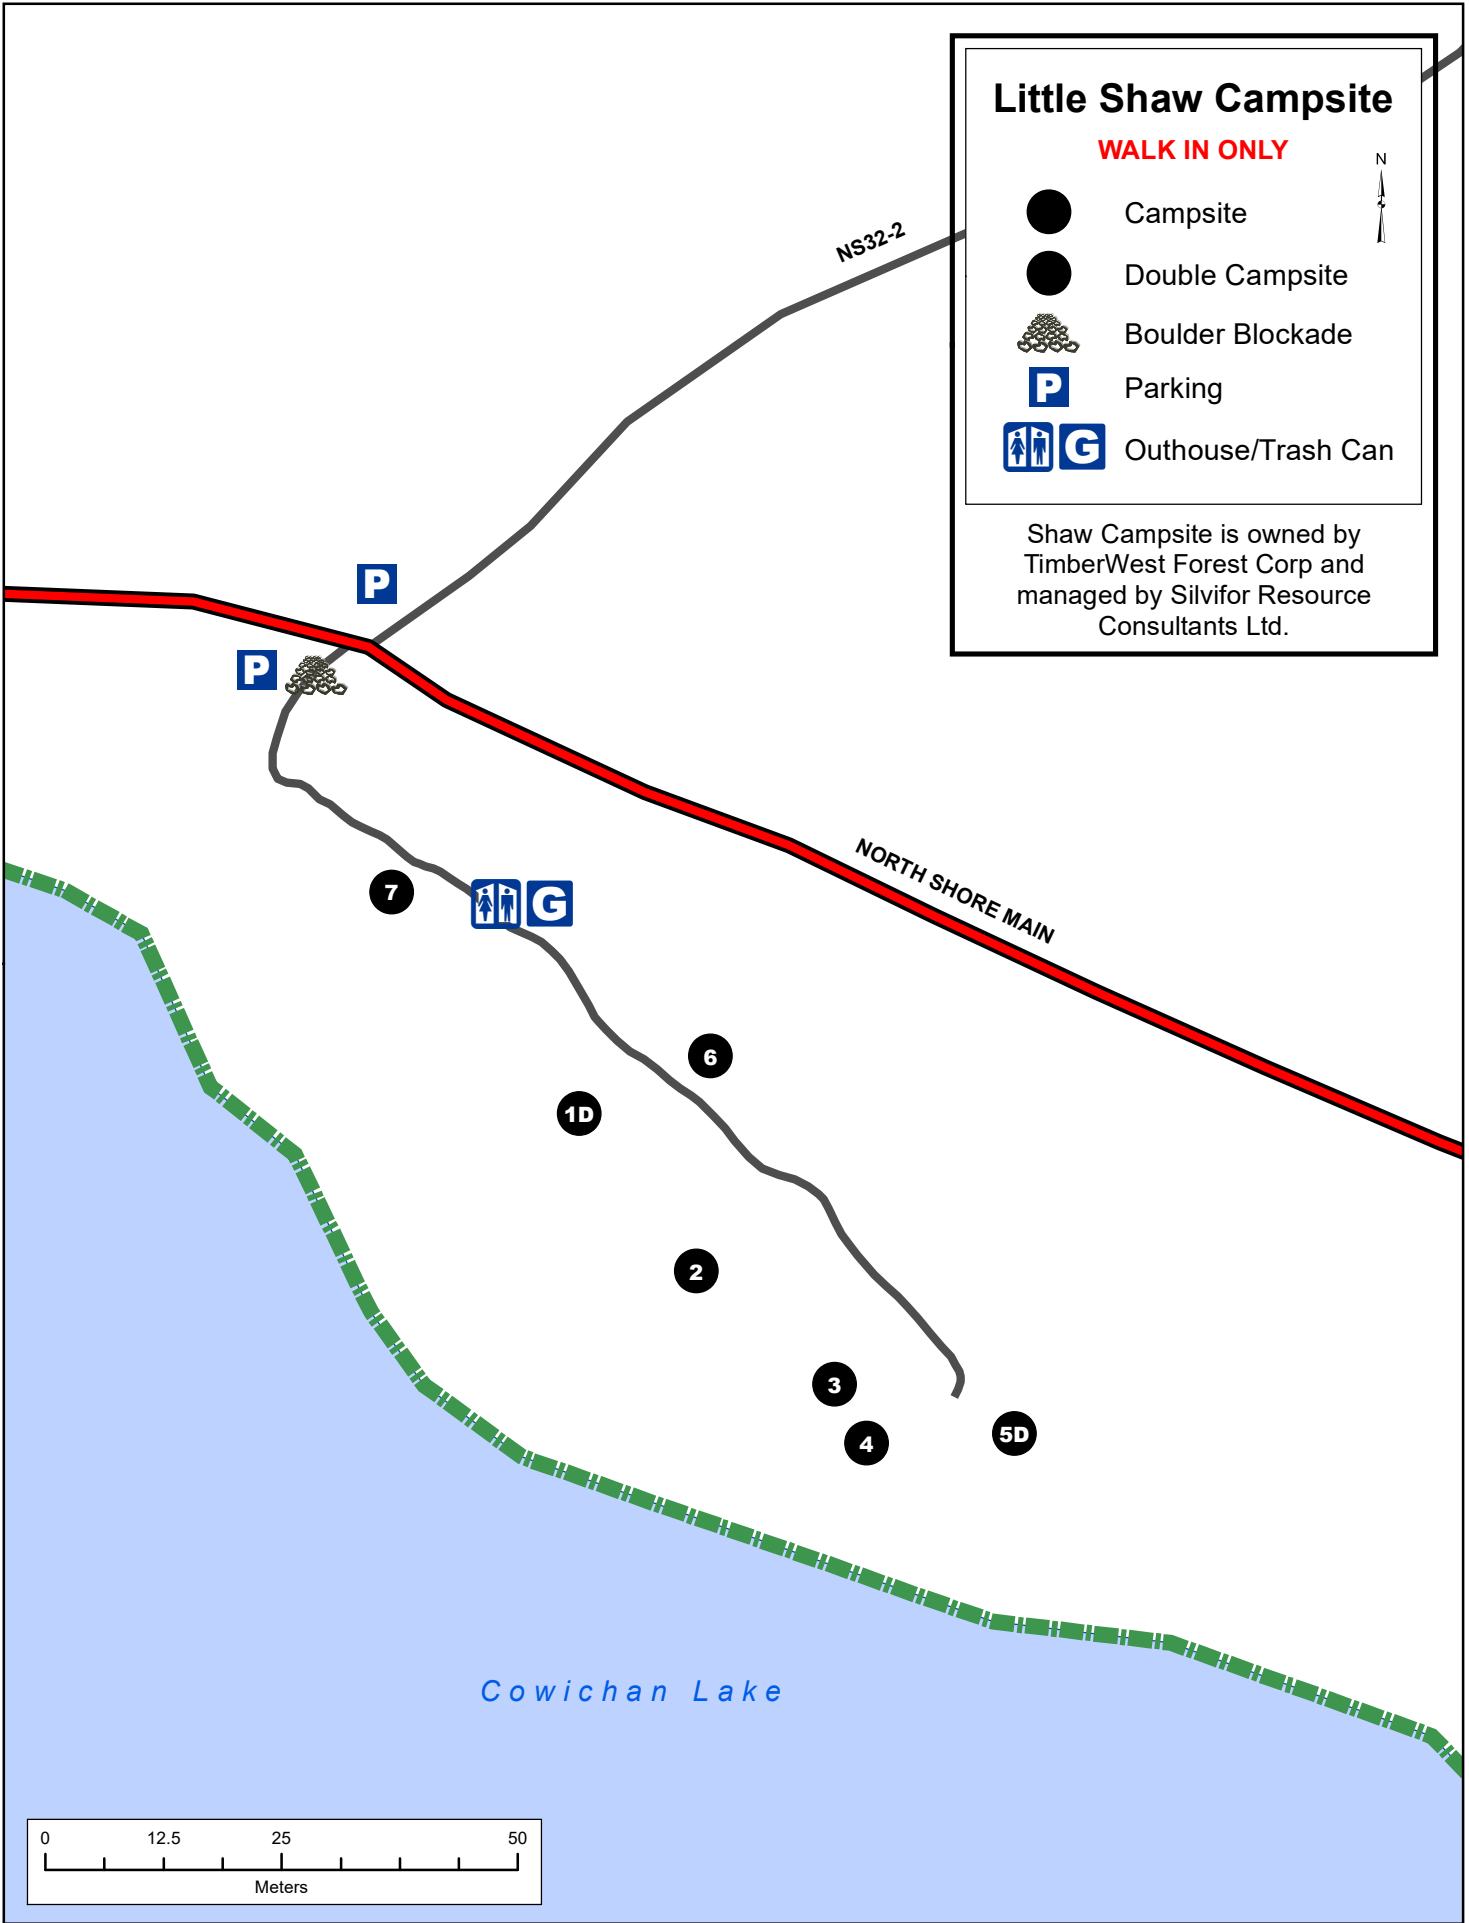 Little Shaw Campsite
WALK IN ONLY
N
Campsite
Double Campsite
Boulder Blockade
P Parking
G Outhouse/Trash Can
Shaw Campsite is owned by
TimberWest Forest Corp and
managed by Silvifor Resource
Consultants Ltd.
NS32-2
P
P
NORTH SHORE MAIN
7
G
6
1D
2
3
4
5D
Cowichan Lake
0 12.5 25 50
Meters